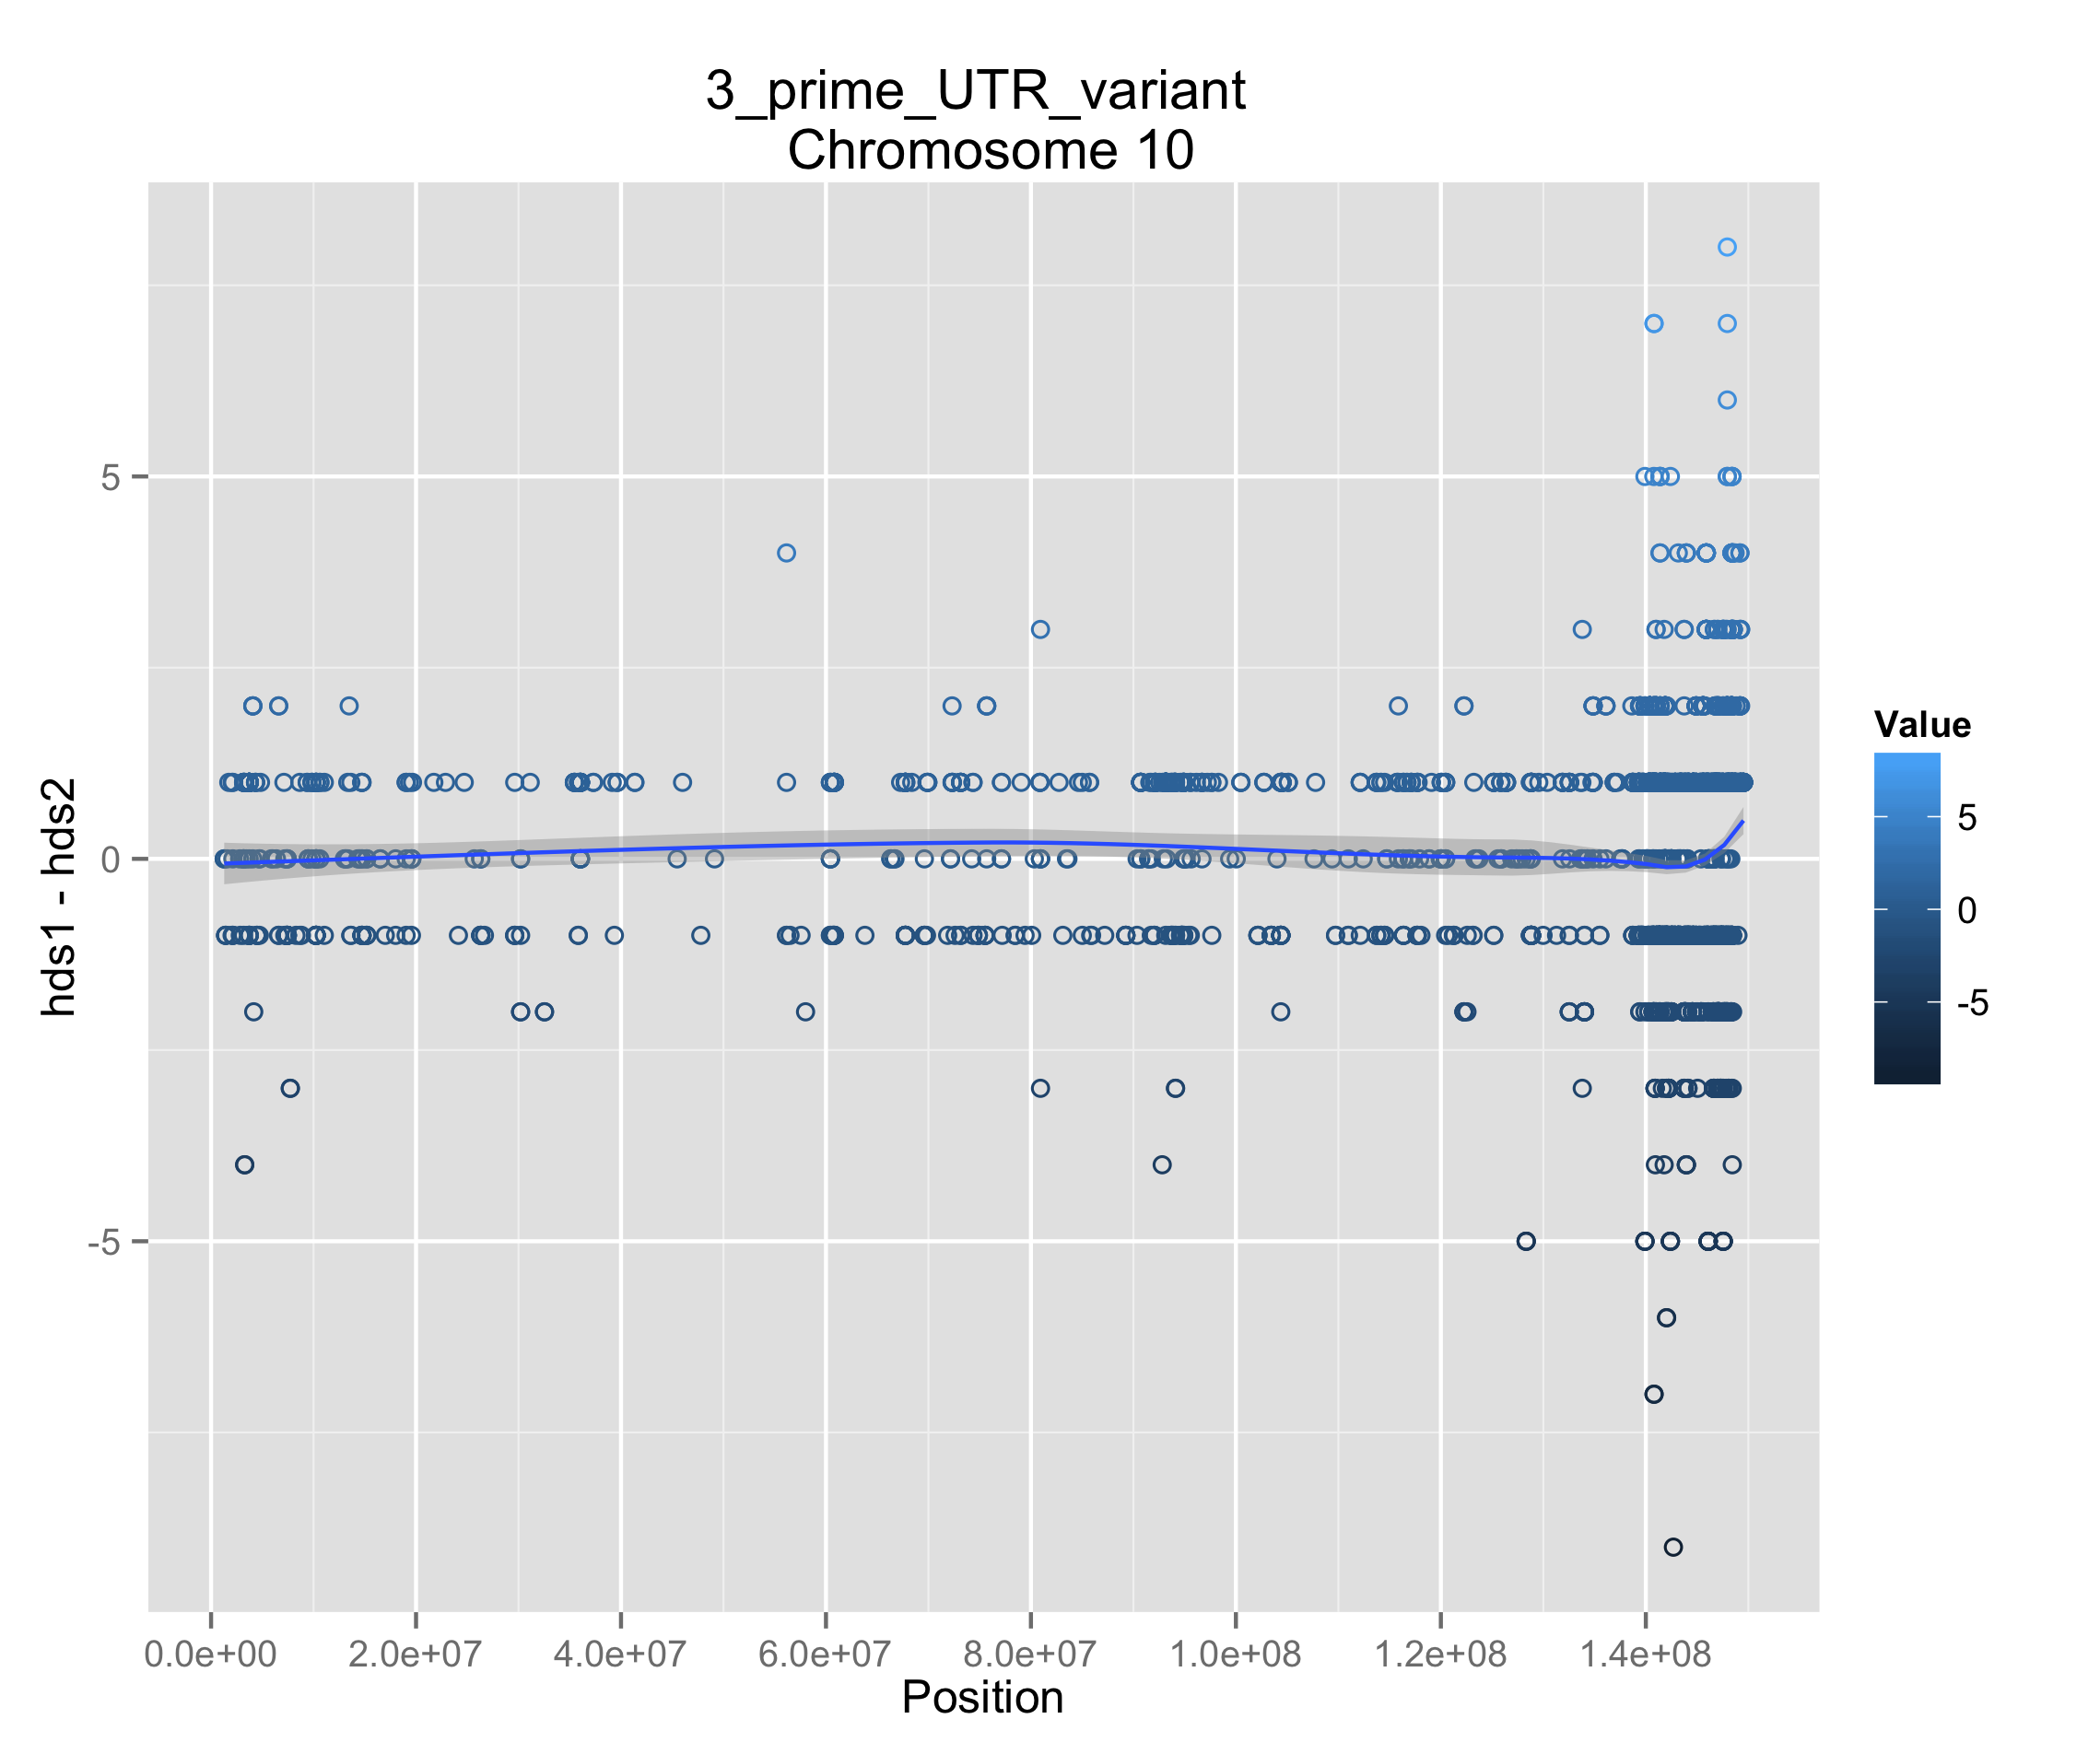 3_prime_UTR_variant
Chromosome 10
hds1 - hds2
5
0
-5
0.0e+00 2.0e+07 4.0e+07 6.0e+07 8.0e+07 1.0e+08 1.2e+08 1.4e+08
Position
Value
5
0
-5